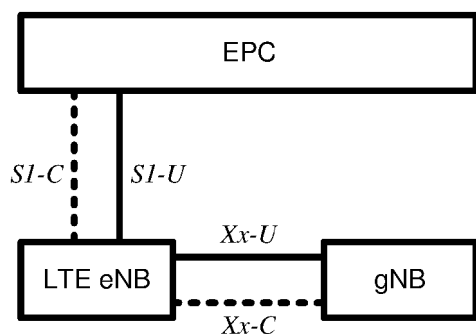 EPC
S1-C
S1-U
Xx-U
LTE eNB
gNB
Xx-C